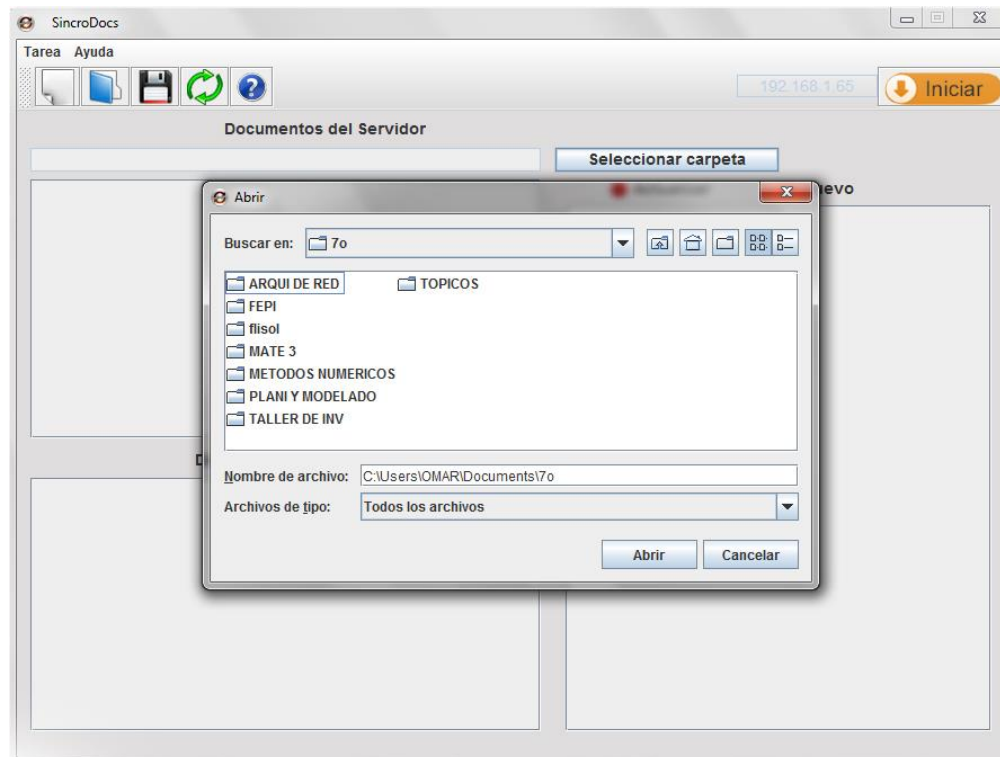 SincroDocs
Tarea Ayuda
192.168.1.65 Iniciar
Documentos del Servidor
Seleccionar carpeta
Abrir
Buscar en: 7o
ARQUI DE RED TOPICOS
FEPI
flisol
MATE 3
METODOS NUMERICOS
PLANI Y MODELADO
TALLER DE INV
Nombre de archivo: C:\Users\OMAR\Documents\7o
Archivos de tipo: Todos los archivos
Abrir Cancelar